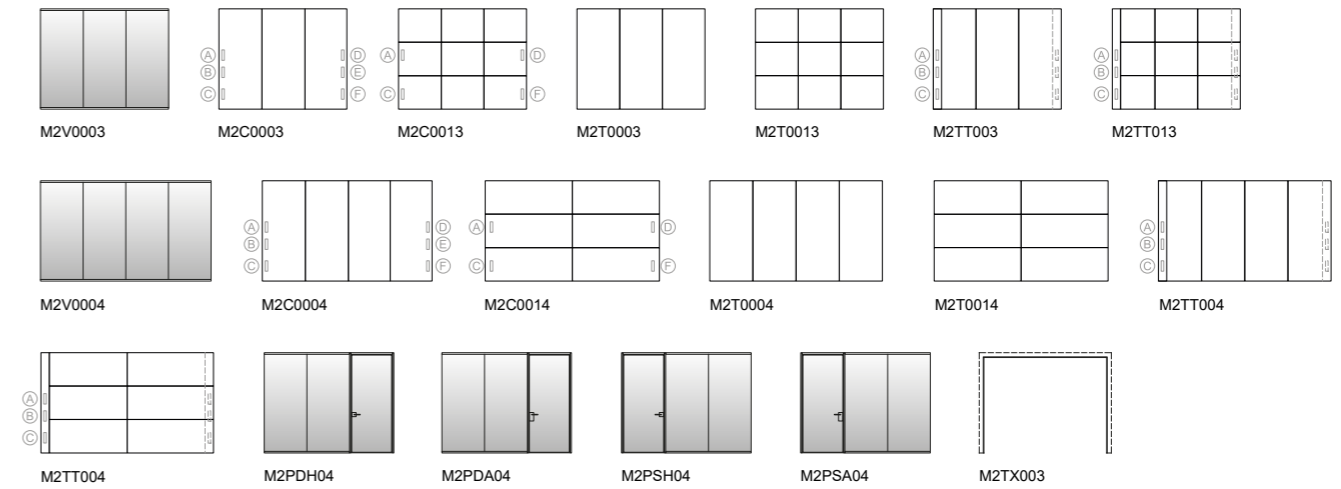 A D A D A A
B E B B
C F C F C C
M2V0003 M2C0003 M2C0013 M2T0003 M2T0013 M2TT003 M2TT013
A D A D A
B E B
C F C F C
M2V0004 M2C0004 M2C0014 M2T0004 M2T0014 M2TT004
A
B
C
M2TT004 M2PDH04 M2PDA04 M2PSH04 M2PSA04 M2TX003